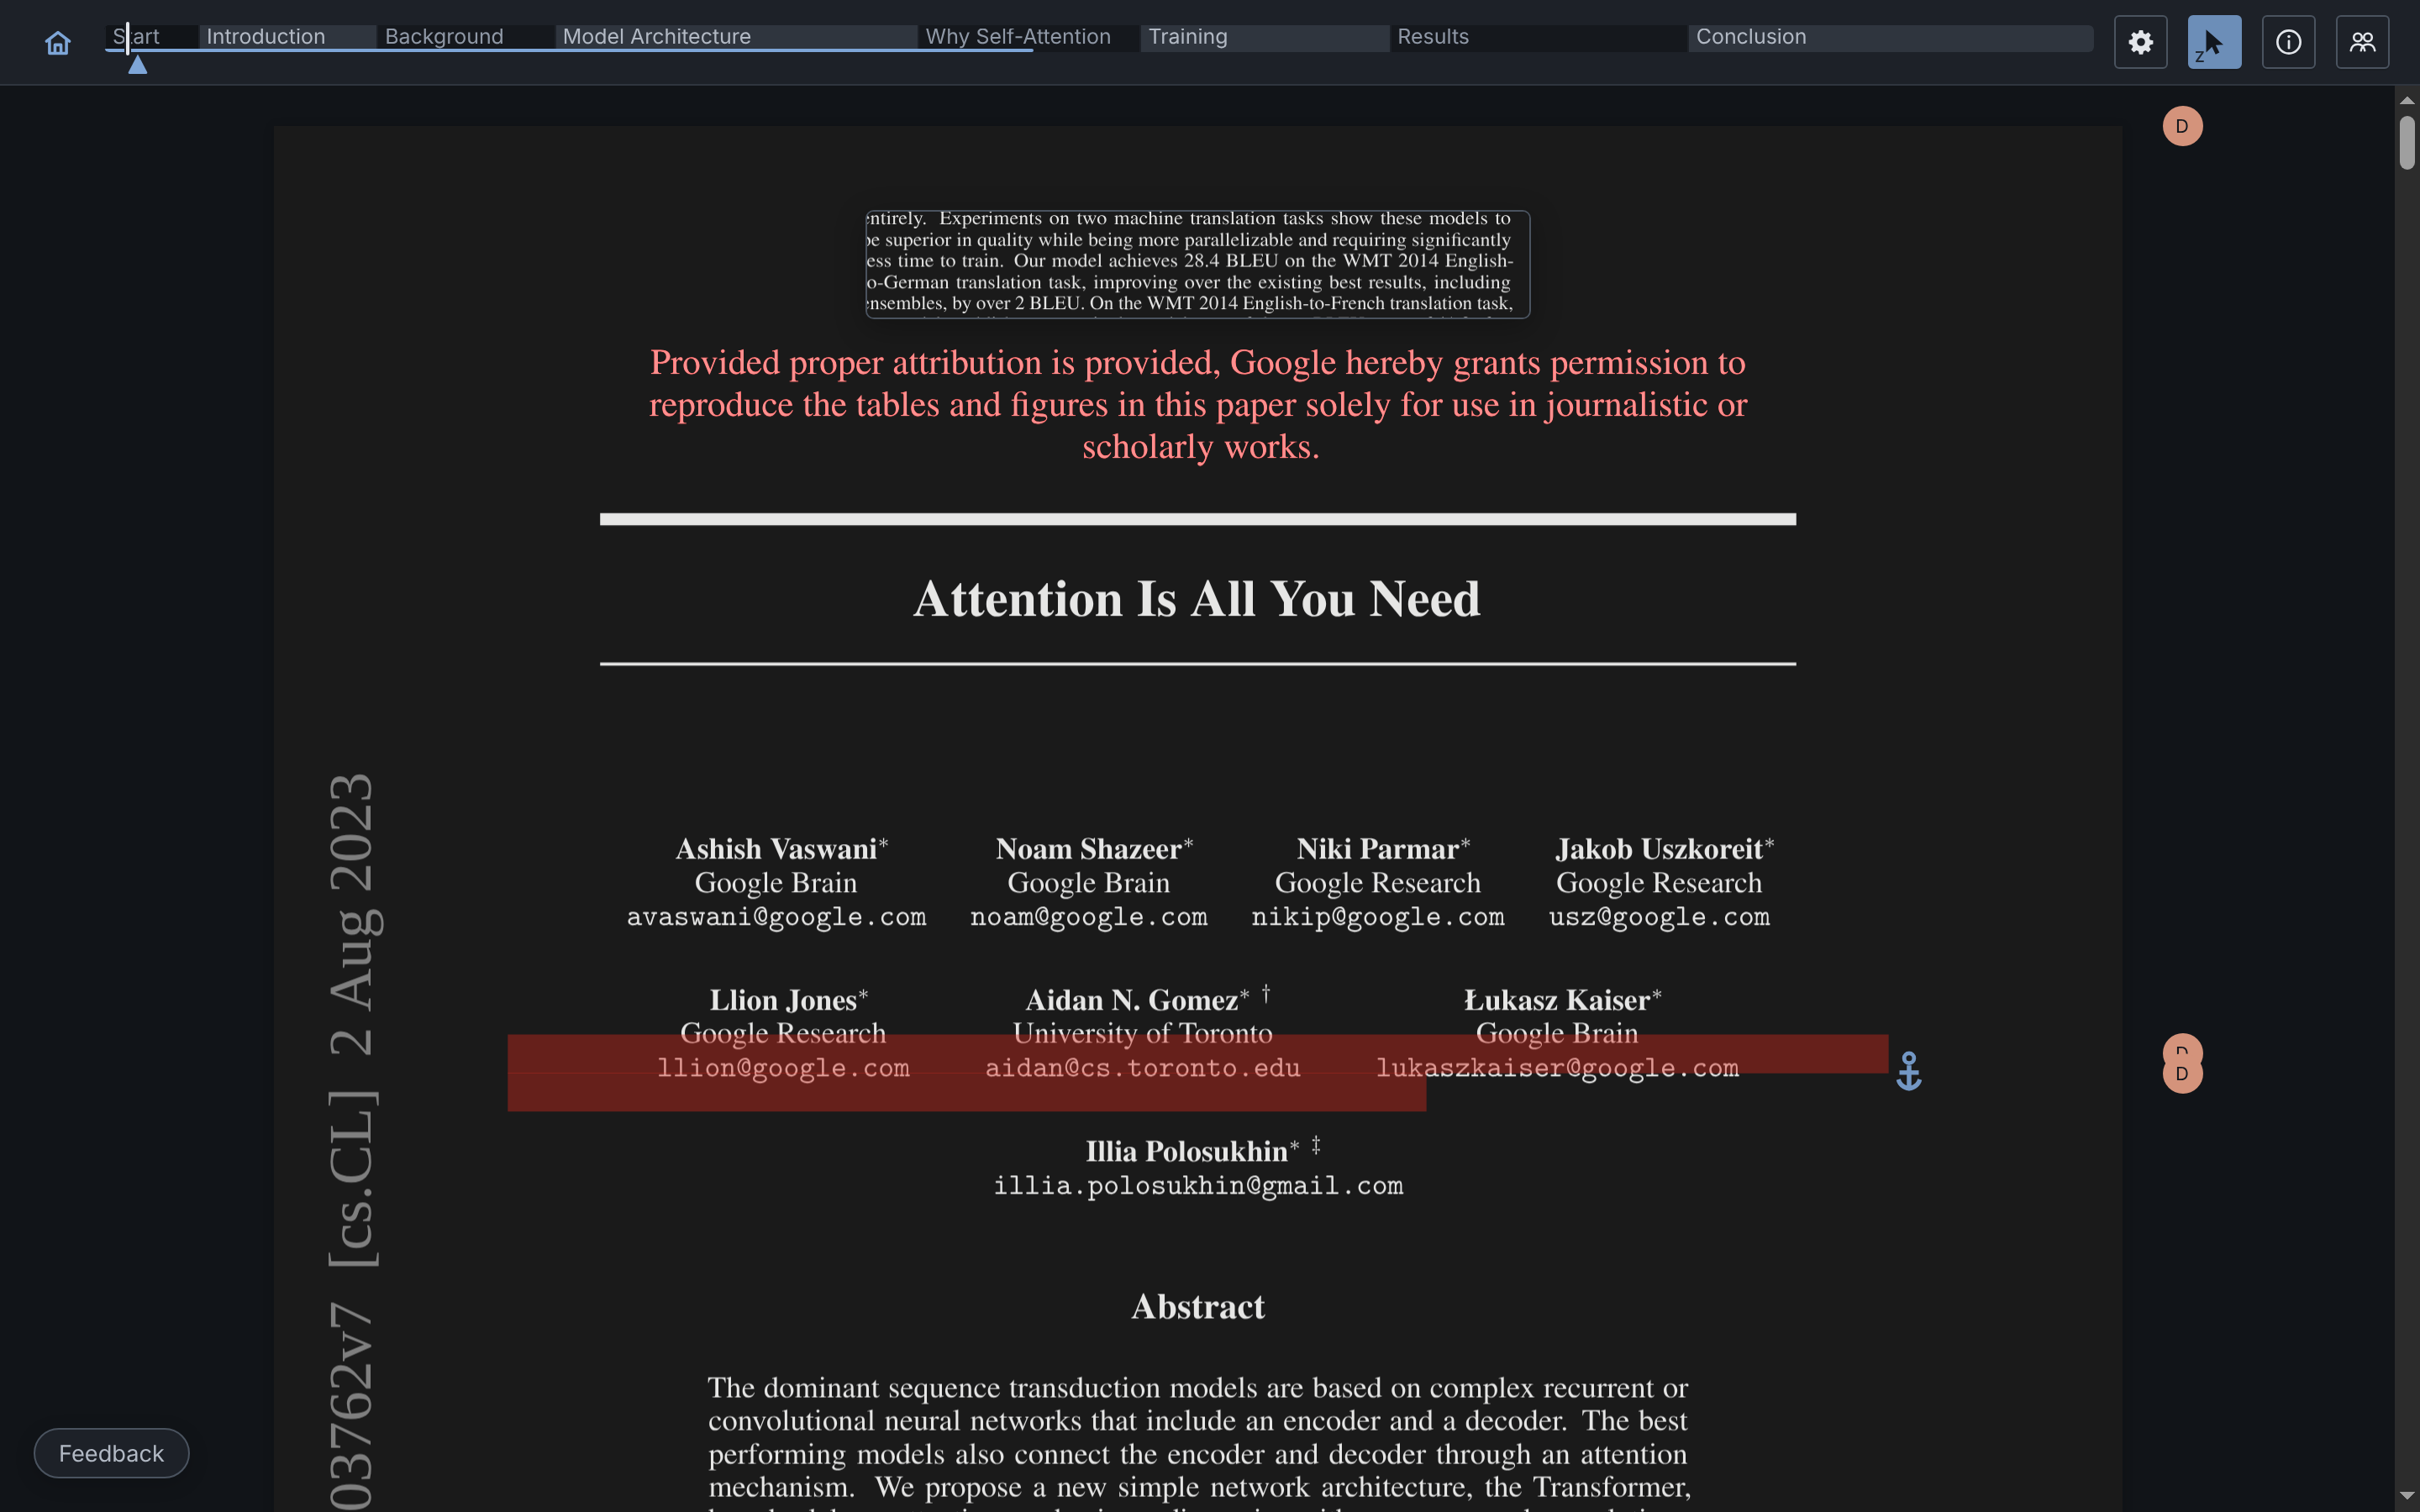 Start Introduction Background Model Architecture Why Self-Attention Training Results Conclusion
Z
D
entirely. Experiments on two machine translation tasks show these models to
be superior in quality while being more parallelizable and requiring significantly
ess time to train. Our model achieves 28.4 BLEU on the WMT 2014 English-
o-German translation task, improving over the existing best results, including
ensembles, by over 2 BLEU. On the WMT 2014 English-to-French translation task,
Provided proper attribution is provided, Google hereby grants permission to
reproduce the tables and figures in this paper solely for use in journalistic or
scholarly works.
Attention Is All You Need
Ashish Vaswani* Noam Shazeer* Niki Parmar* Jakob Uszkoreit*
Google Brain Google Brain Google Research Google Research
avaswani@google.com noam@google.com nikip@google.com usz@google.com
Llion Jones* Aidan N. Gomez* † Łukasz Kaiser*
Google Research University of Toronto Google Brain
llion@google.com aidan@cs.toronto.edu lukaszkaiser@google.com
D
D
Illia Polosukhin* ‡
illia.polosukhin@gmail.com
Abstract
The dominant sequence transduction models are based on complex recurrent or
convolutional neural networks that include an encoder and a decoder. The best
performing models also connect the encoder and decoder through an attention
mechanism. We propose a new simple network architecture, the Transformer,
03762v7 [cs.CL] 2 Aug 2023
Feedback